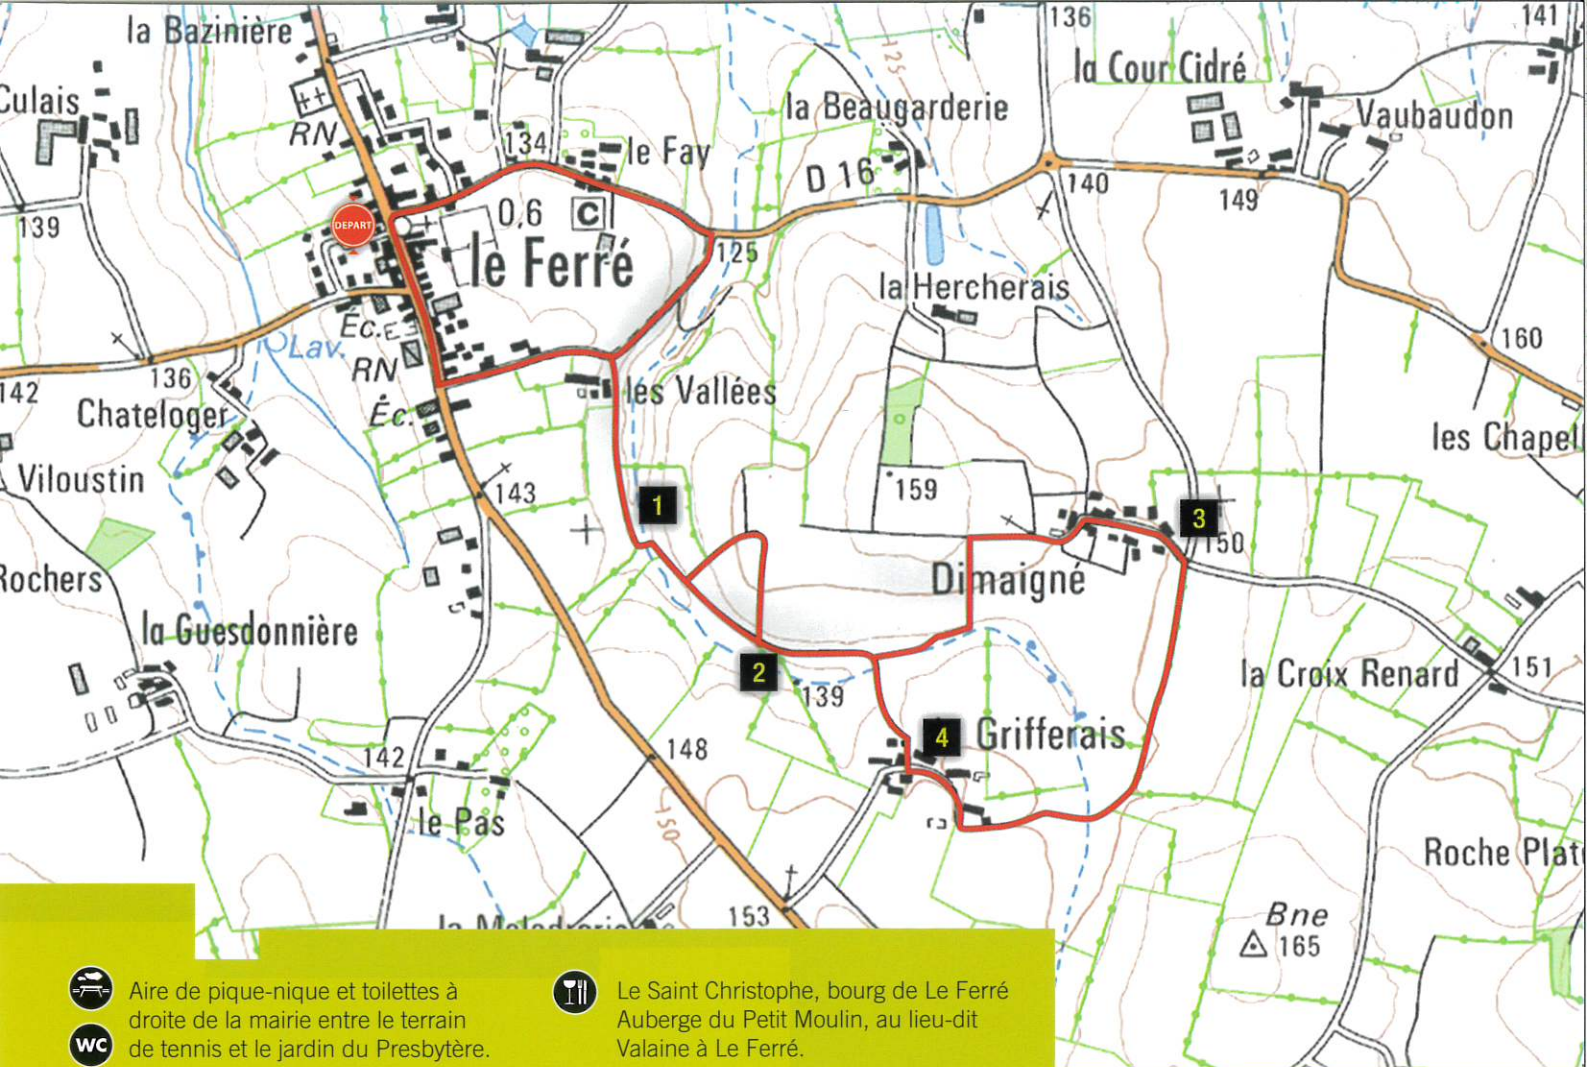 la Bazinière
136
141
125
la Cour Cidré
Culais
la Beaugarderie
Vaubaudon
RN
134
le Fay
D 16
140
149
139
DEPART
0,6
C
125
le Ferré
la Hercherais
Éc.
Lav.
160
142
136
RN
Chateloger
Éc.
les Vallées
les Chapel
Viloustin
143
159
1
3
150
Rochers
Dimaigné
la Guesdonnière
2
139
la Croix Renard
151
142
148
4
Grifferais
le Pas
150
Roche Plat
153
Bne
165
la Maladrerie
Aire de pique-nique et toilettes à
droite de la mairie entre le terrain
WC
de tennis et le jardin du Presbytère.
Le Saint Christophe, bourg de Le Ferré
Auberge du Petit Moulin, au lieu-dit
Valaine à Le Ferré.